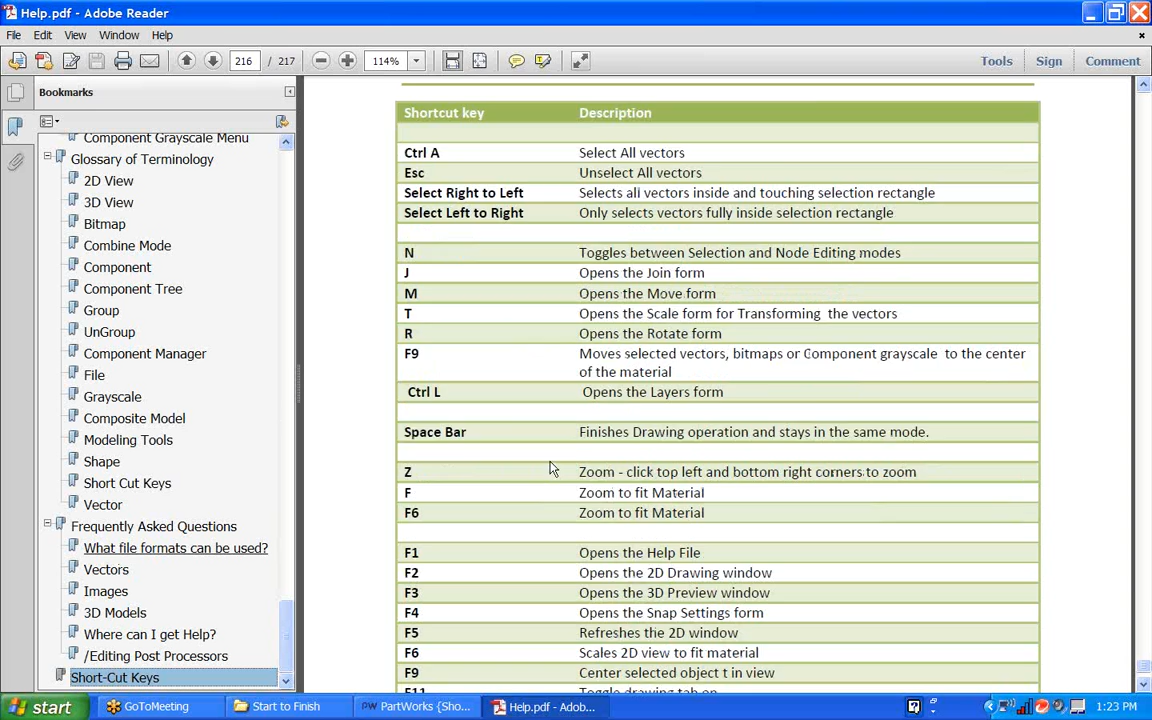 Help.pdf - Adobe Reader
File Edit View Window Help
216 / 217 114% Tools Sign Comment
Bookmarks
Component Grayscale Menu
Glossary of Terminology
2D View
3D View
Bitmap
Combine Mode
Component
Component Tree
Group
UnGroup
Component Manager
File
Grayscale
Composite Model
Modeling Tools
Shape
Short Cut Keys
Vector
Frequently Asked Questions
What file formats can be used?
Vectors
Images
3D Models
Where can I get Help?
/Editing Post Processors
Short-Cut Keys
Shortcut key Description
Ctrl A Select All vectors
Esc Unselect All vectors
Select Right to Left Selects all vectors inside and touching selection rectangle
Select Left to Right Only selects vectors fully inside selection rectangle
N Toggles between Selection and Node Editing modes
J Opens the Join form
M Opens the Move form
T Opens the Scale form for Transforming the vectors
R Opens the Rotate form
F9 Moves selected vectors, bitmaps or Component grayscale to the center
of the material
Ctrl L Opens the Layers form
Space Bar Finishes Drawing operation and stays in the same mode.
Z Zoom - click top left and bottom right corners to zoom
F Zoom to fit Material
F6 Zoom to fit Material
F1 Opens the Help File
F2 Opens the 2D Drawing window
F3 Opens the 3D Preview window
F4 Opens the Snap Settings form
F5 Refreshes the 2D window
F6 Scales 2D view to fit material
F9 Center selected object t in view
F11 Toggle drawing tab on
start GoToMeeting Start to Finish PartWorks {Sho... Help.pdf - Adob... 1:23 PM